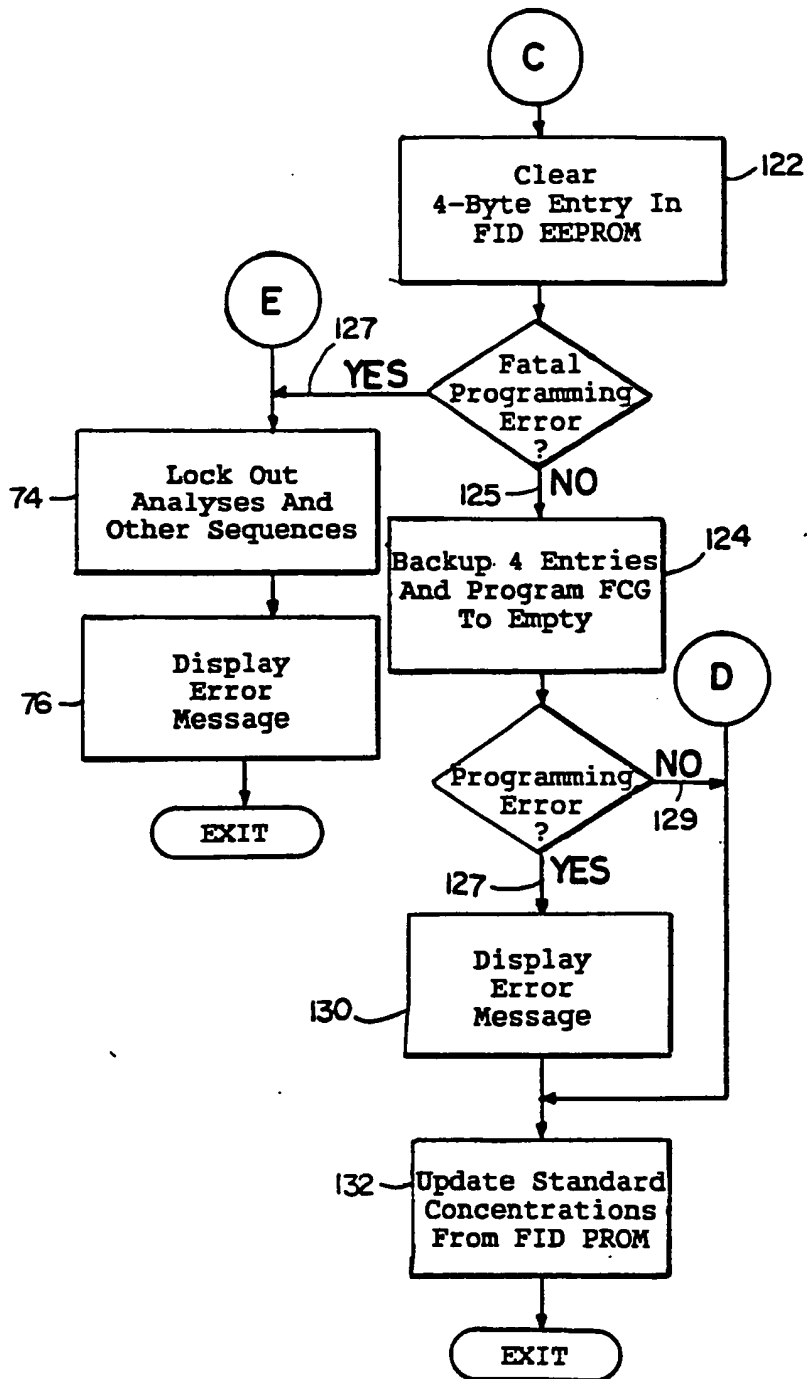 C
122
Clear
4-Byte Entry In
FID EEPROM
E
127
YES
Fatal
Programming
Error
?
125
NO
74
Lock Out
Analyses And
Other Sequences
124
Backup 4 Entries
And Program FCG
To Empty
76
Display
Error
Message
D
EXIT
Programming
Error
?
NO
129
127
YES
130
Display
Error
Message
132
Update Standard
Concentrations
From FID PROM
EXIT